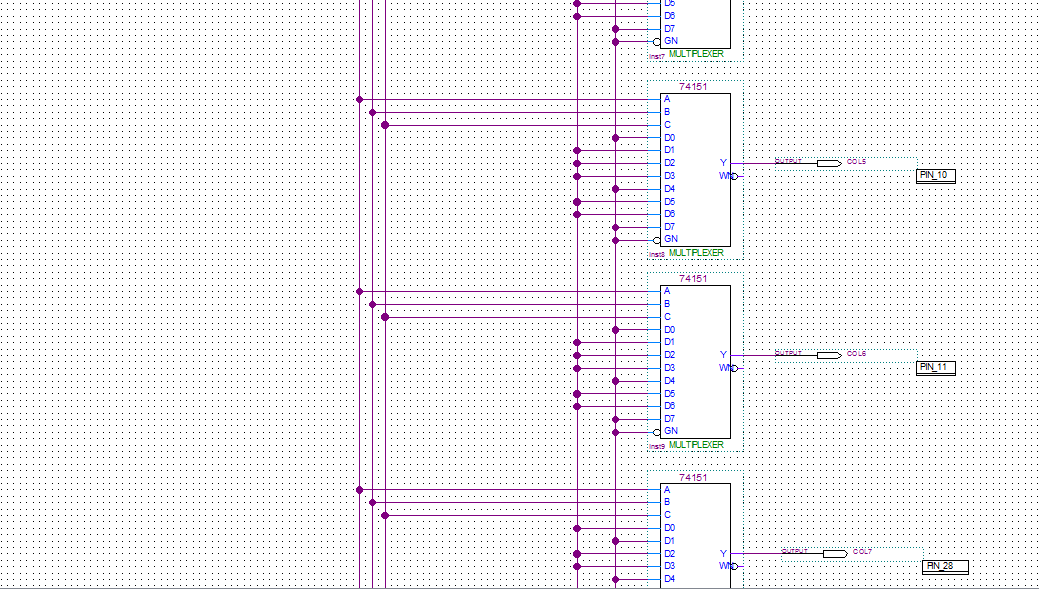 D5
D6
D7
GN
inst7 MULTIPLEXER
74151
A
B
C
D0
D1
D2 Y OUTPUT COL5
D3 WN PIN_10
D4
D5
D6
D7
GN
inst8 MULTIPLEXER
74151
A
B
C
D0
D1
D2 Y OUTPUT COL6
D3 WN PIN_11
D4
D5
D6
D7
GN
inst9 MULTIPLEXER
74151
A
B
C
D0
D1
D2 Y OUTPUT COL7
D3 WN PIN_28
D4